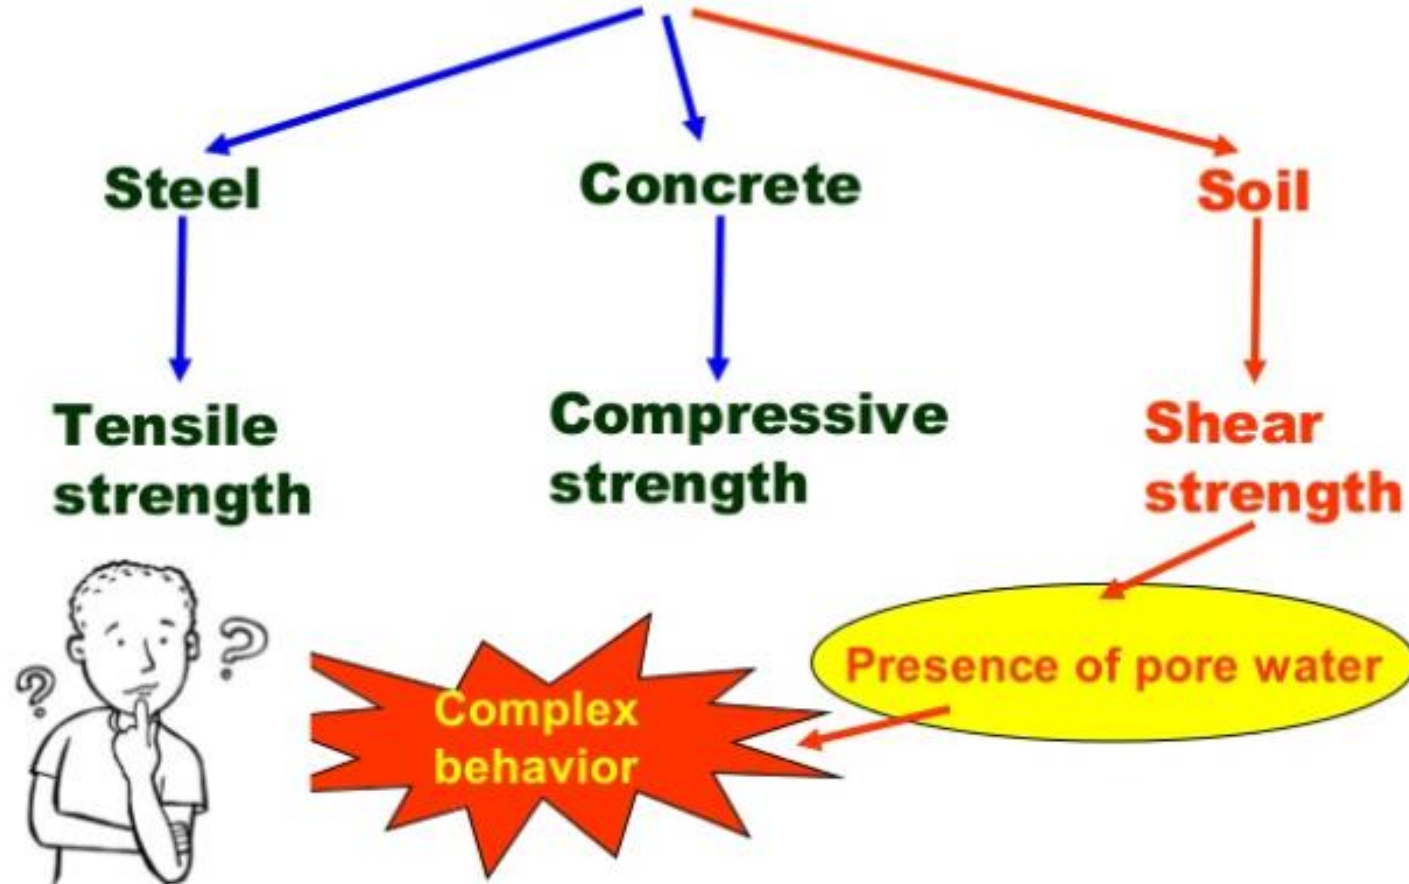 Steel
Concrete
Soil
Tensile
strength
Compressive
strength
Shear
strength
?
?
Presence of pore water
Complex
behavior